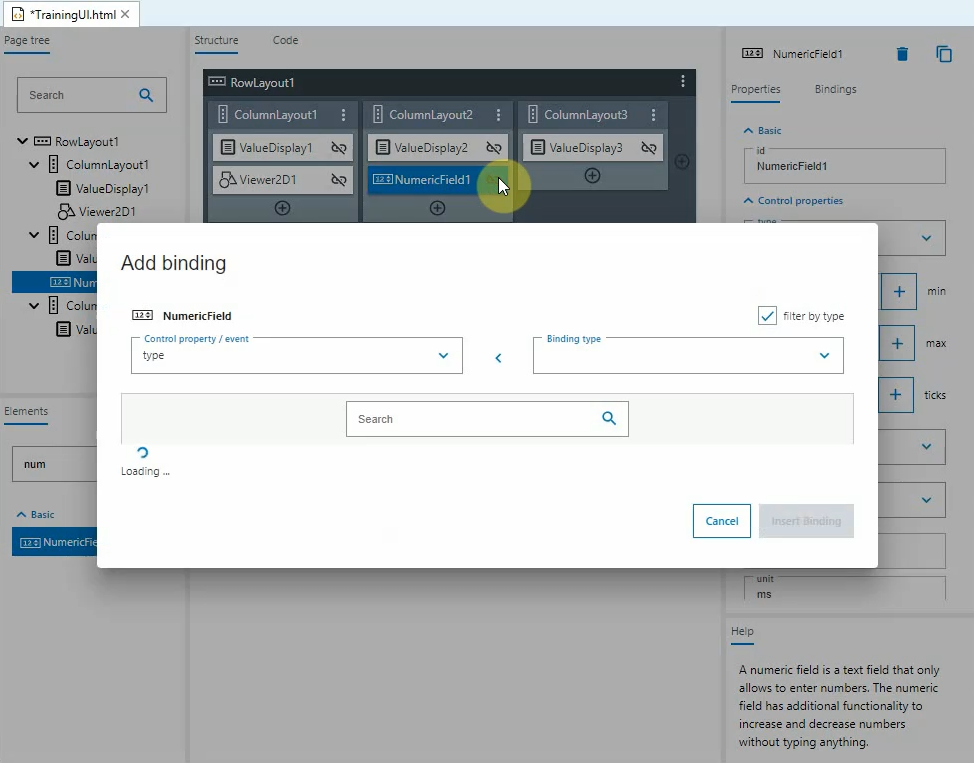 *TrainingUI.html
Page tree
Search
RowLayout1
ColumnLayout1
ValueDisplay1
Viewer2D1
Colum
Valu
Num
Colum
Valu
Elements
num
Basic
NumericFie
Structure
Code
RowLayout1
ColumnLayout1
ColumnLayout2
ColumnLayout3
ValueDisplay1
ValueDisplay2
ValueDisplay3
Viewer2D1
NumericField1
Add binding
NumericField
filter by type
Control property / event
type
Binding type
Search
Loading ...
Cancel
Insert Binding
NumericField1
Properties
Bindings
Basic
id
NumericField1
Control properties
type
min
max
ticks
unit
ms
Help
A numeric field is a text field that only
allows to enter numbers. The numeric
field has additional functionality to
increase and decrease numbers
without typing anything.